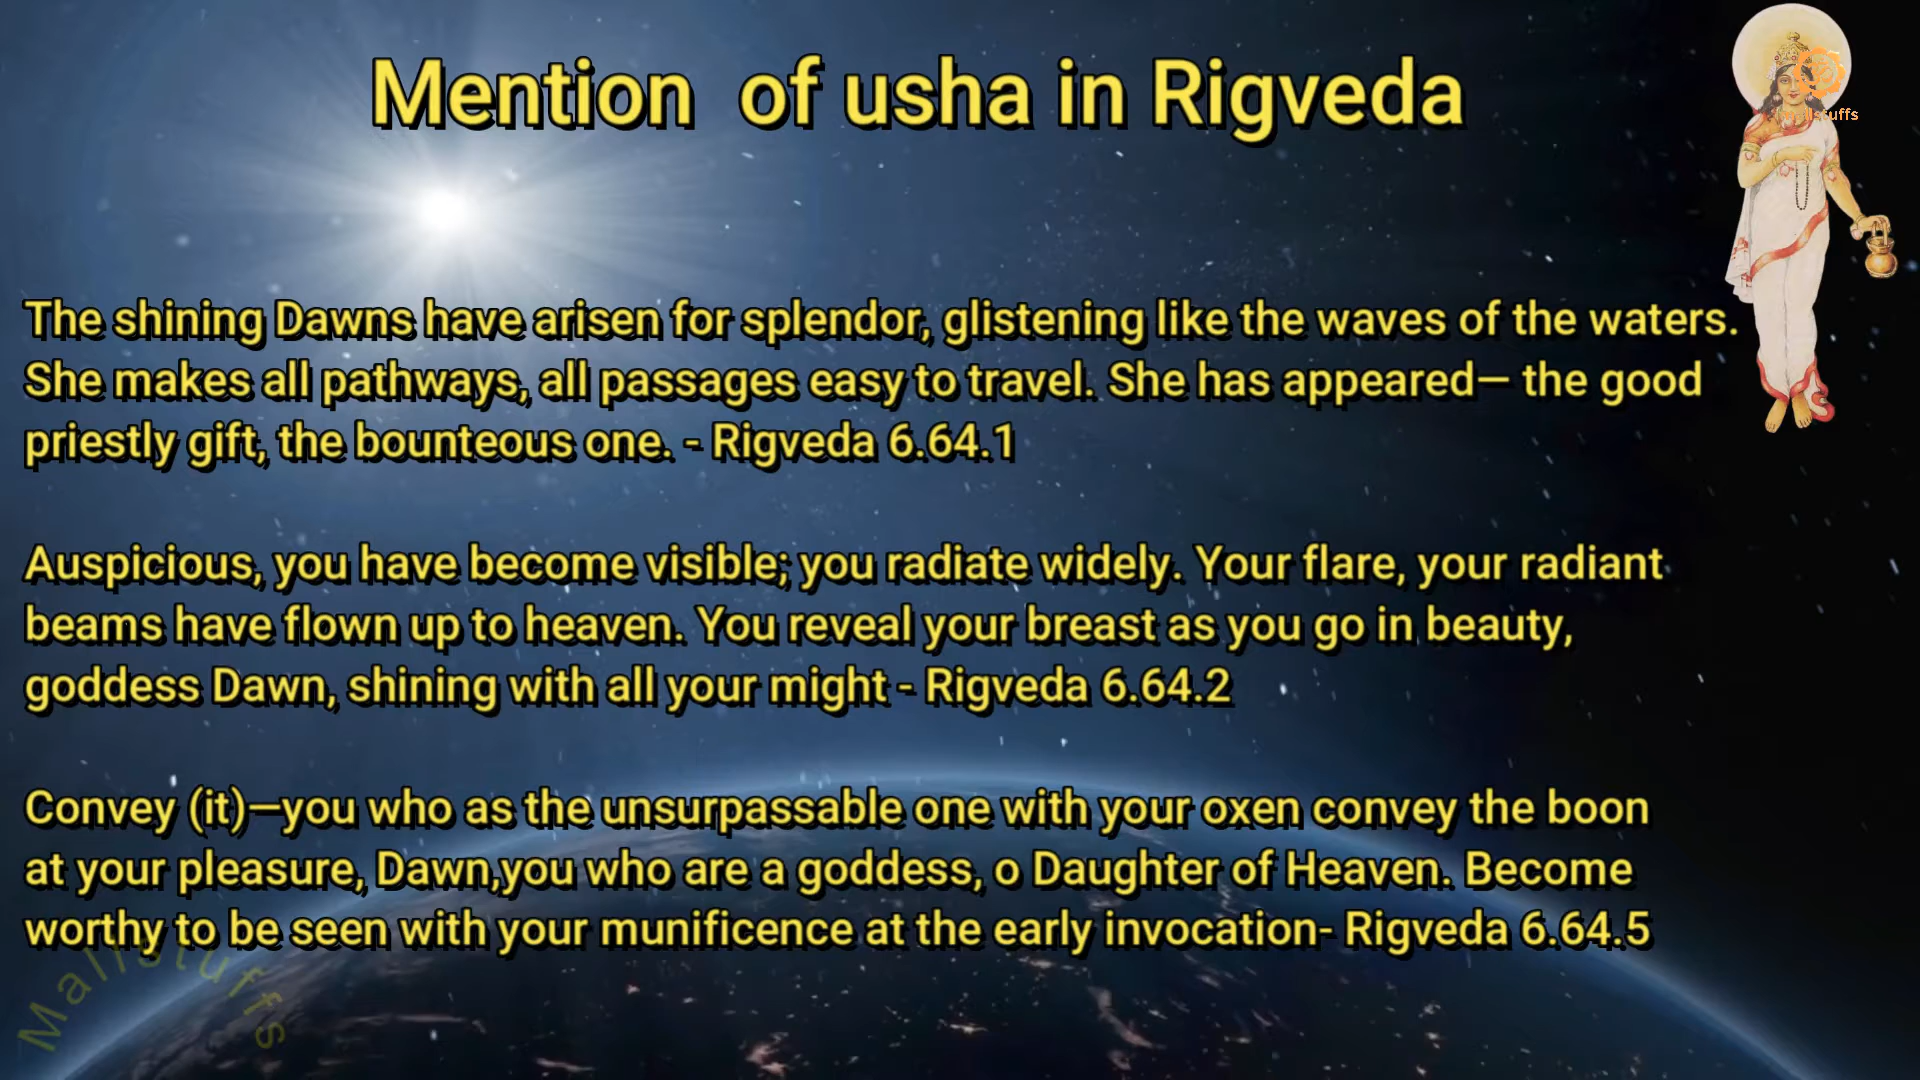 Mention  of usha in Rigveda
The shining Dawns have arisen for splendor, glistening like the waves of the waters.
She makes all pathways, all passages easy to travel. She has appeared— the good
priestly gift, the bounteous one. - Rigveda 6.64.1
Auspicious, you have become visible; you radiate widely. Your flare, your radiant
beams have flown up to heaven. You reveal your breast as you go in beauty,
goddess Dawn, shining with all your might - Rigveda 6.64.2
Convey (it)—you who as the unsurpassable one with your oxen convey the boon
at your pleasure, Dawn,you who are a goddess, o Daughter of Heaven. Become
worthy to be seen with your munificence at the early invocation- Rigveda 6.64.5
Mallstuffs